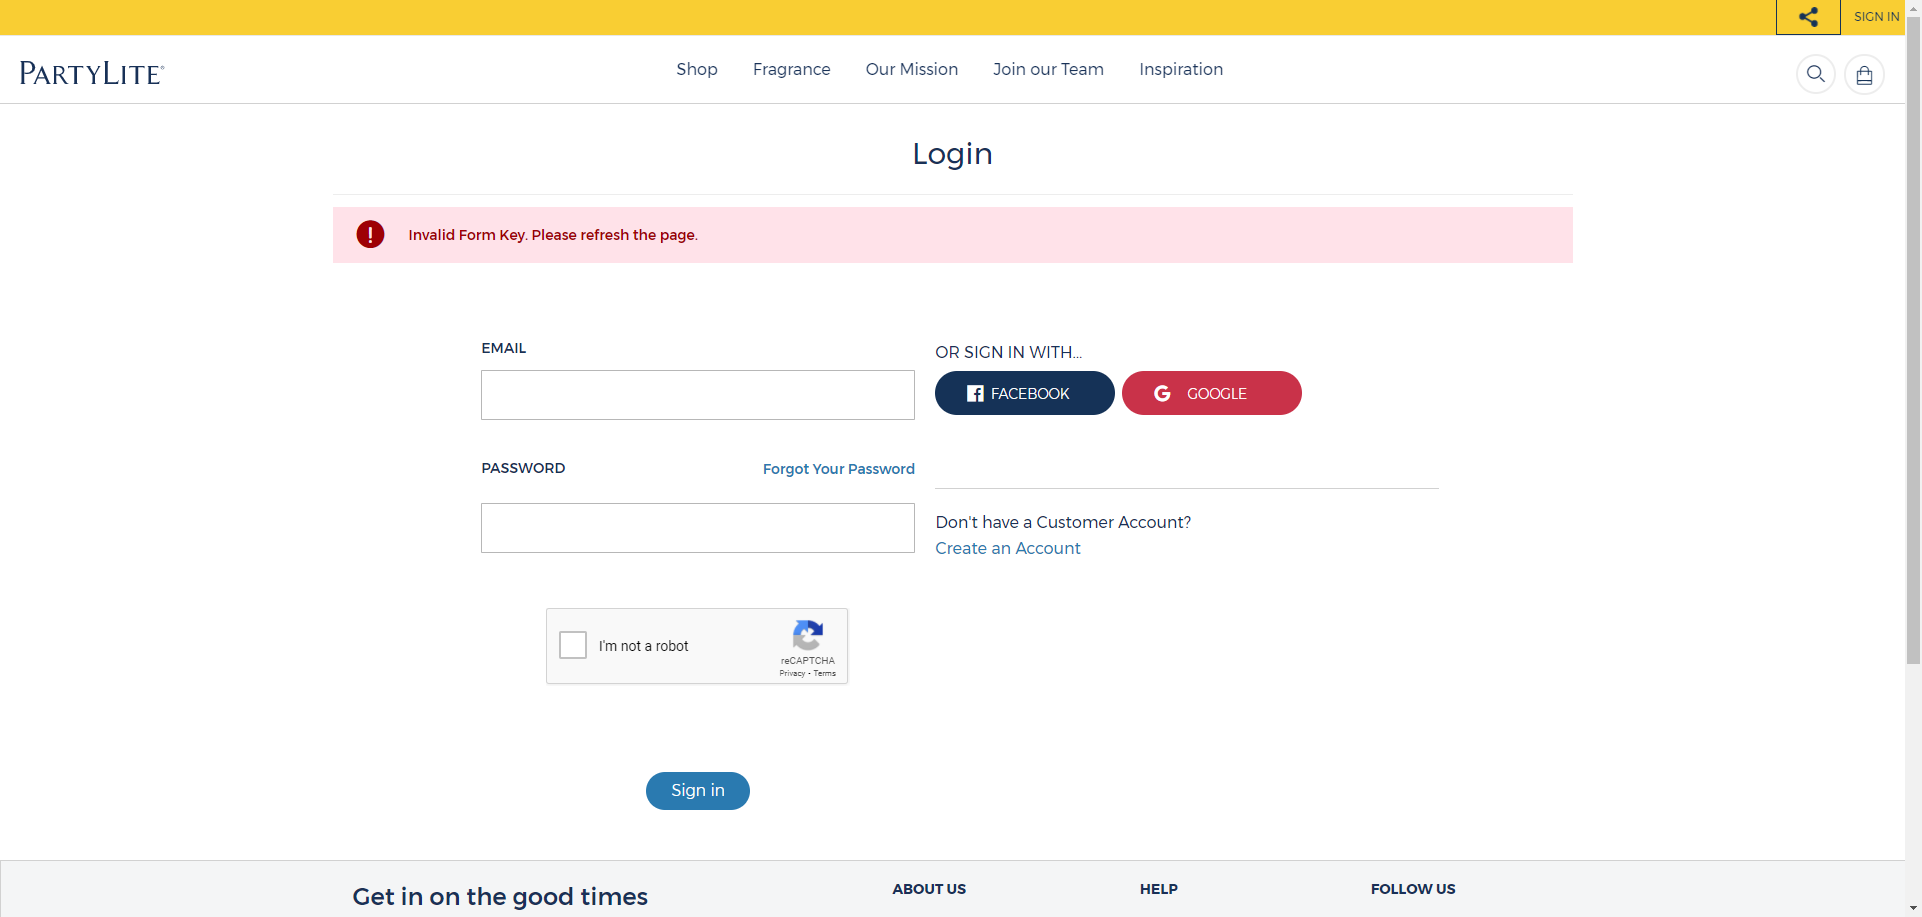 SIGN IN
PARTYLITE®
Shop Fragrance Our Mission Join our Team Inspiration
Login
Invalid Form Key. Please refresh the page.
EMAIL
OR SIGN IN WITH...
FACEBOOK GOOGLE
PASSWORD Forgot Your Password
Don't have a Customer Account?
Create an Account
I'm not a robot
reCAPTCHA
Privacy - Terms
Sign in
Get in on the good times
ABOUT US HELP FOLLOW US